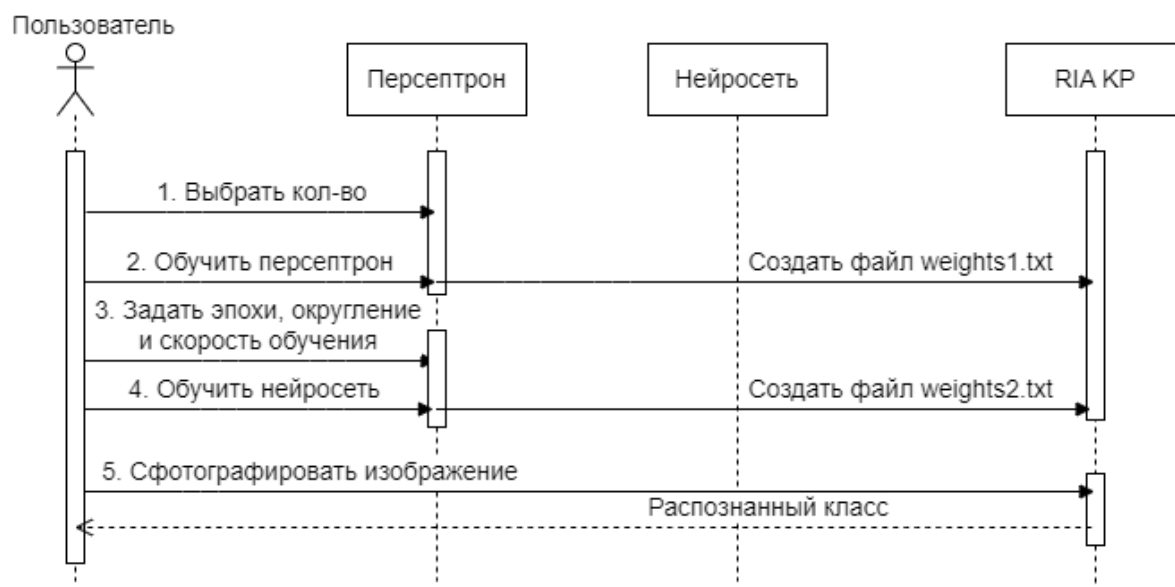 Пользователь
Персептрон
Нейросеть
RIA KP
1. Выбрать кол-во
2. Обучить персептрон
Создать файл weights1.txt
3. Задать эпохи, округление
и скорость обучения
4. Обучить нейросеть
Создать файл weights2.txt
5. Сфотографировать изображение
Распознанный класс